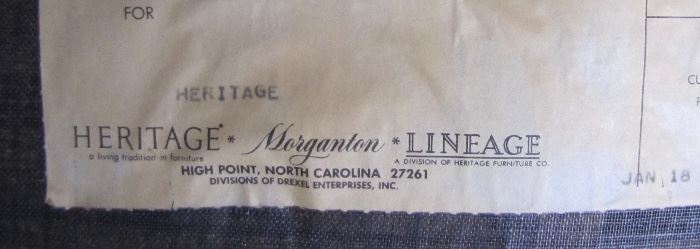 FOR
HERITAGE
HERITAGE* Morganton * LINEAGE
a living tradition in furniture
A DIVISION OF HERITAGE FURNITURE CO.
HIGH POINT, NORTH CAROLINA 27261
DIVISIONS OF DREXEL ENTERPRISES, INC.
JAN 18